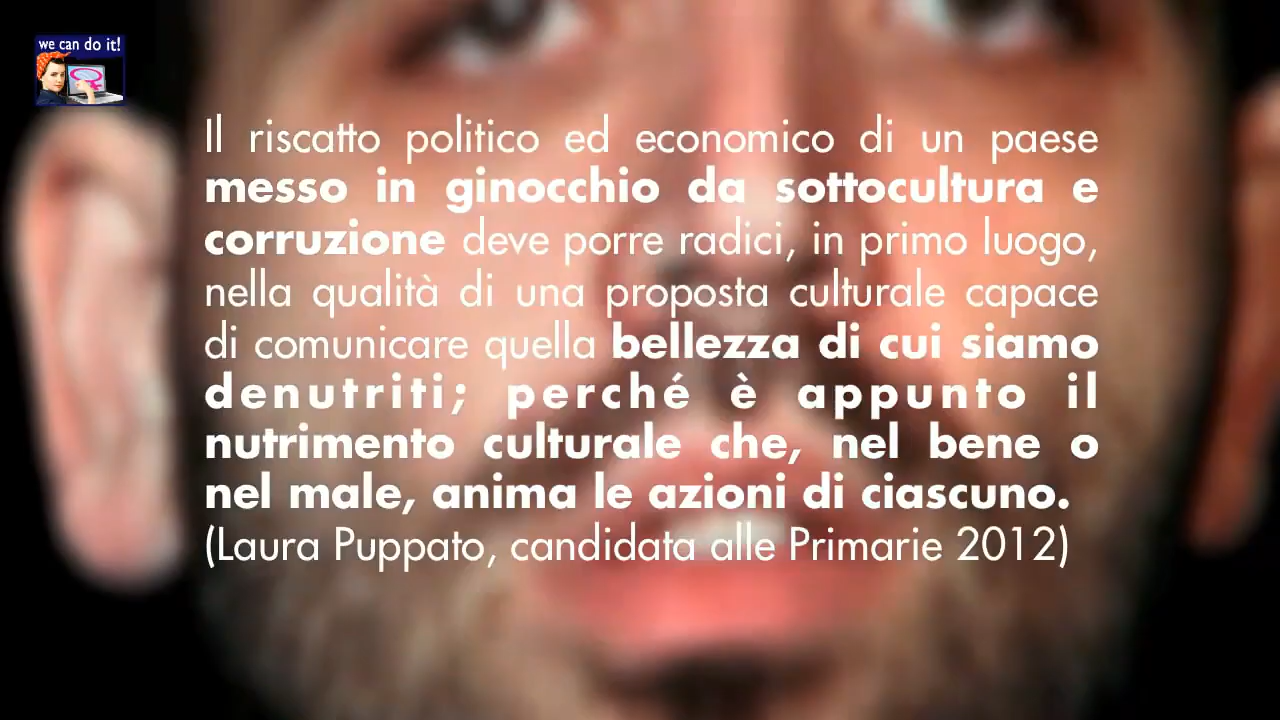 we can do it!
Il riscatto politico ed economico di un paese
messo in ginocchio da sottocultura e
corruzione deve porre radici, in primo luogo,
nella qualità di una proposta culturale capace
di comunicare quella bellezza di cui siamo
denutriti; perché è appunto il
nutrimento culturale che, nel bene o
nel male, anima le azioni di ciascuno.
(Laura Puppato, candidata alle Primarie 2012)